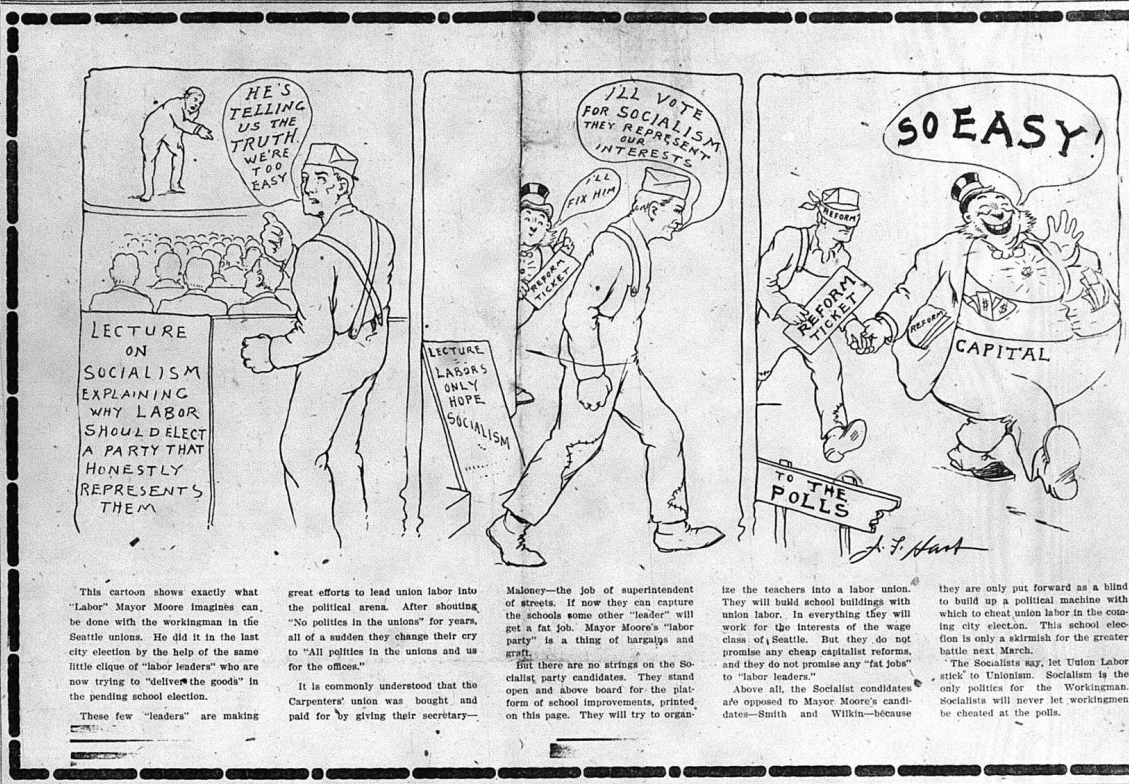 HE'S
TELLING
US THE
TRUTH.
WE'RE
TOO
EASY
LECTURE
ON
SOCIALISM
EXPLAINING
WHY LABOR
SHOULD ELECT
A PARTY THAT
HONESTLY
REPRESENTS
THEM
I'LL VOTE
FOR SOCIALISM
THEY REPRESENT
OUR
INTERESTS
I'LL
FIX HIM
REFORM
TICKET
LECTURE
LABORS
ONLY
HOPE
SOCIALISM
SO EASY!
REFORM
REFORM
TICKET
REFORM
$ $
CAPITAL
TO THE
POLLS
J. F. Hart
This cartoon shows exactly what
"Labor" Mayor Moore imagines can
be done with the workingman in the
Seattle unions. He did it in the last
city election by the help of the same
little clique of "labor leaders" who are
now trying to "deliver the goods" in
the pending school election.
These few "leaders" are making
great efforts to lead union labor into
the political arena. After shouting
"No politics in the unions" for years,
all of a sudden they change their cry
to "All politics in the unions and us
for the offices."
It is commonly understood that the
Carpenters' union was bought and
paid for by giving their secretary—
Maloney—the job of superintendent
of streets. If now they can capture
the schools some other "leader" will
get a fat job. Mayor Moore's "labor
party" is a thing of bargains and
graft.
But there are no strings on the So-
cialist party candidates. They stand
open and above board for the plat-
form of school improvements, printed
on this page. They will try to organ-
ize the teachers into a labor union.
They will build school buildings with
union labor. In everything they will
work for the interests of the wage
class of Seattle. But they do not
promise any cheap capitalist reforms,
and they do not promise any "fat jobs"
to "labor leaders."
Above all, the Socialist candidates
are opposed to Mayor Moore's candi-
dates—Smith and Wilkin—because
they are only put forward as a blind
to build up a political machine with
which to cheat union labor in the com-
ing city election. This school elec-
tion is only a skirmish for the greater
battle next March.
The Socialists say, let Union Labor
stick to Unionism. Socialism is the
only politics for the Workingman.
Socialists will never let workingmen
be cheated at the polls.